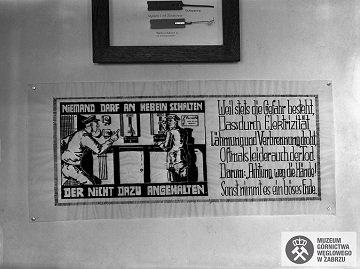 NIEMAND DARF AN HEBELN SCHALTEN
DER NICHT DAZU ANGEHALTEN.
Weil stets die Gefahr besteht,
Dass durch Elektrizität
Lähmung und Verbrennung droht,
Oftmals leider auch der Tod.
Darum: „Achtung, weg die Hände!“
Sonst nimmt es ein böses Ende.
MUZEUM
GÓRNICTWA
WĘGLOWEGO
W ZABRZU